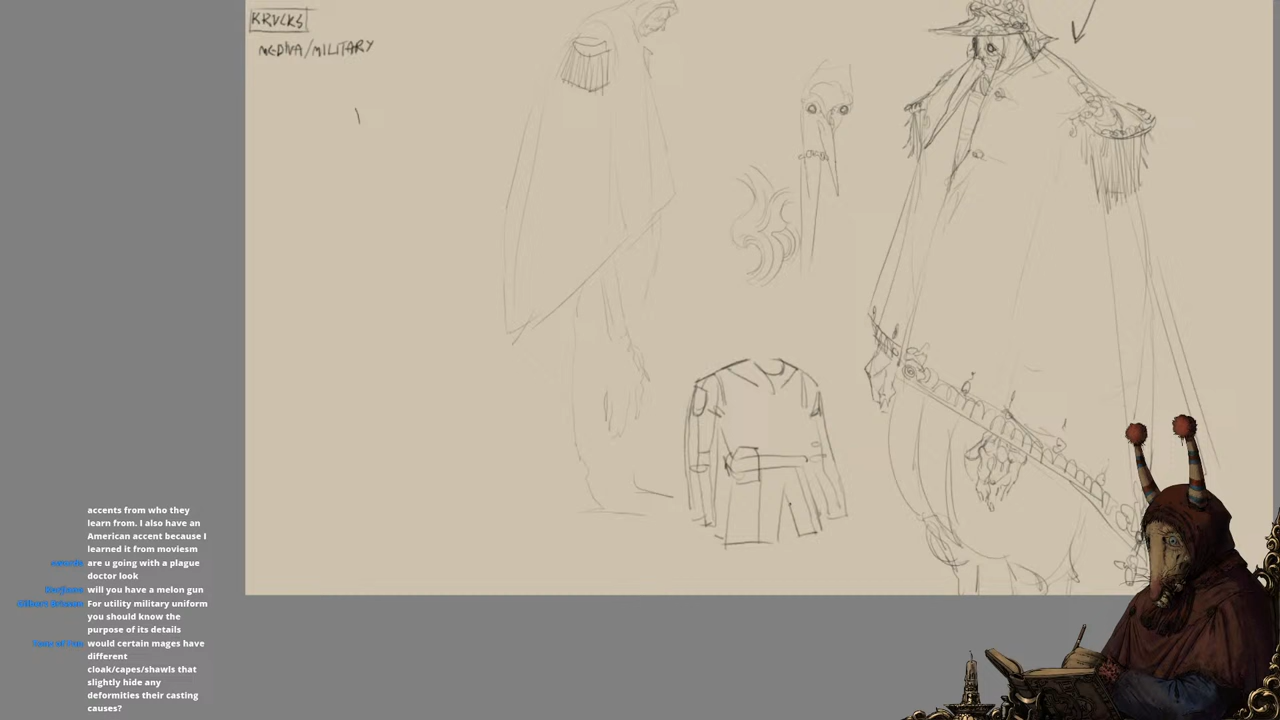 KRVCKS
MEDIVA/MILITARY
accents from who they
learn from. I also have an
American accent because I
learned it from moviesm
are u going with a plague
doctor look
will you have a melon gun
For utility military uniform
you should know the
purpose of its details
would certain mages have
different
cloak/capes/shawls that
slightly hide any
deformities their casting
causes?